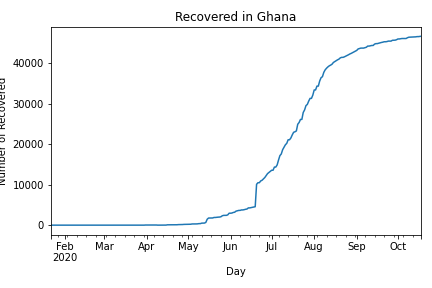 Recovered in Ghana
Number of Recovered
40000
30000
20000
10000
0
Feb Mar Apr May Jun Jul Aug Sep Oct
2020
Day